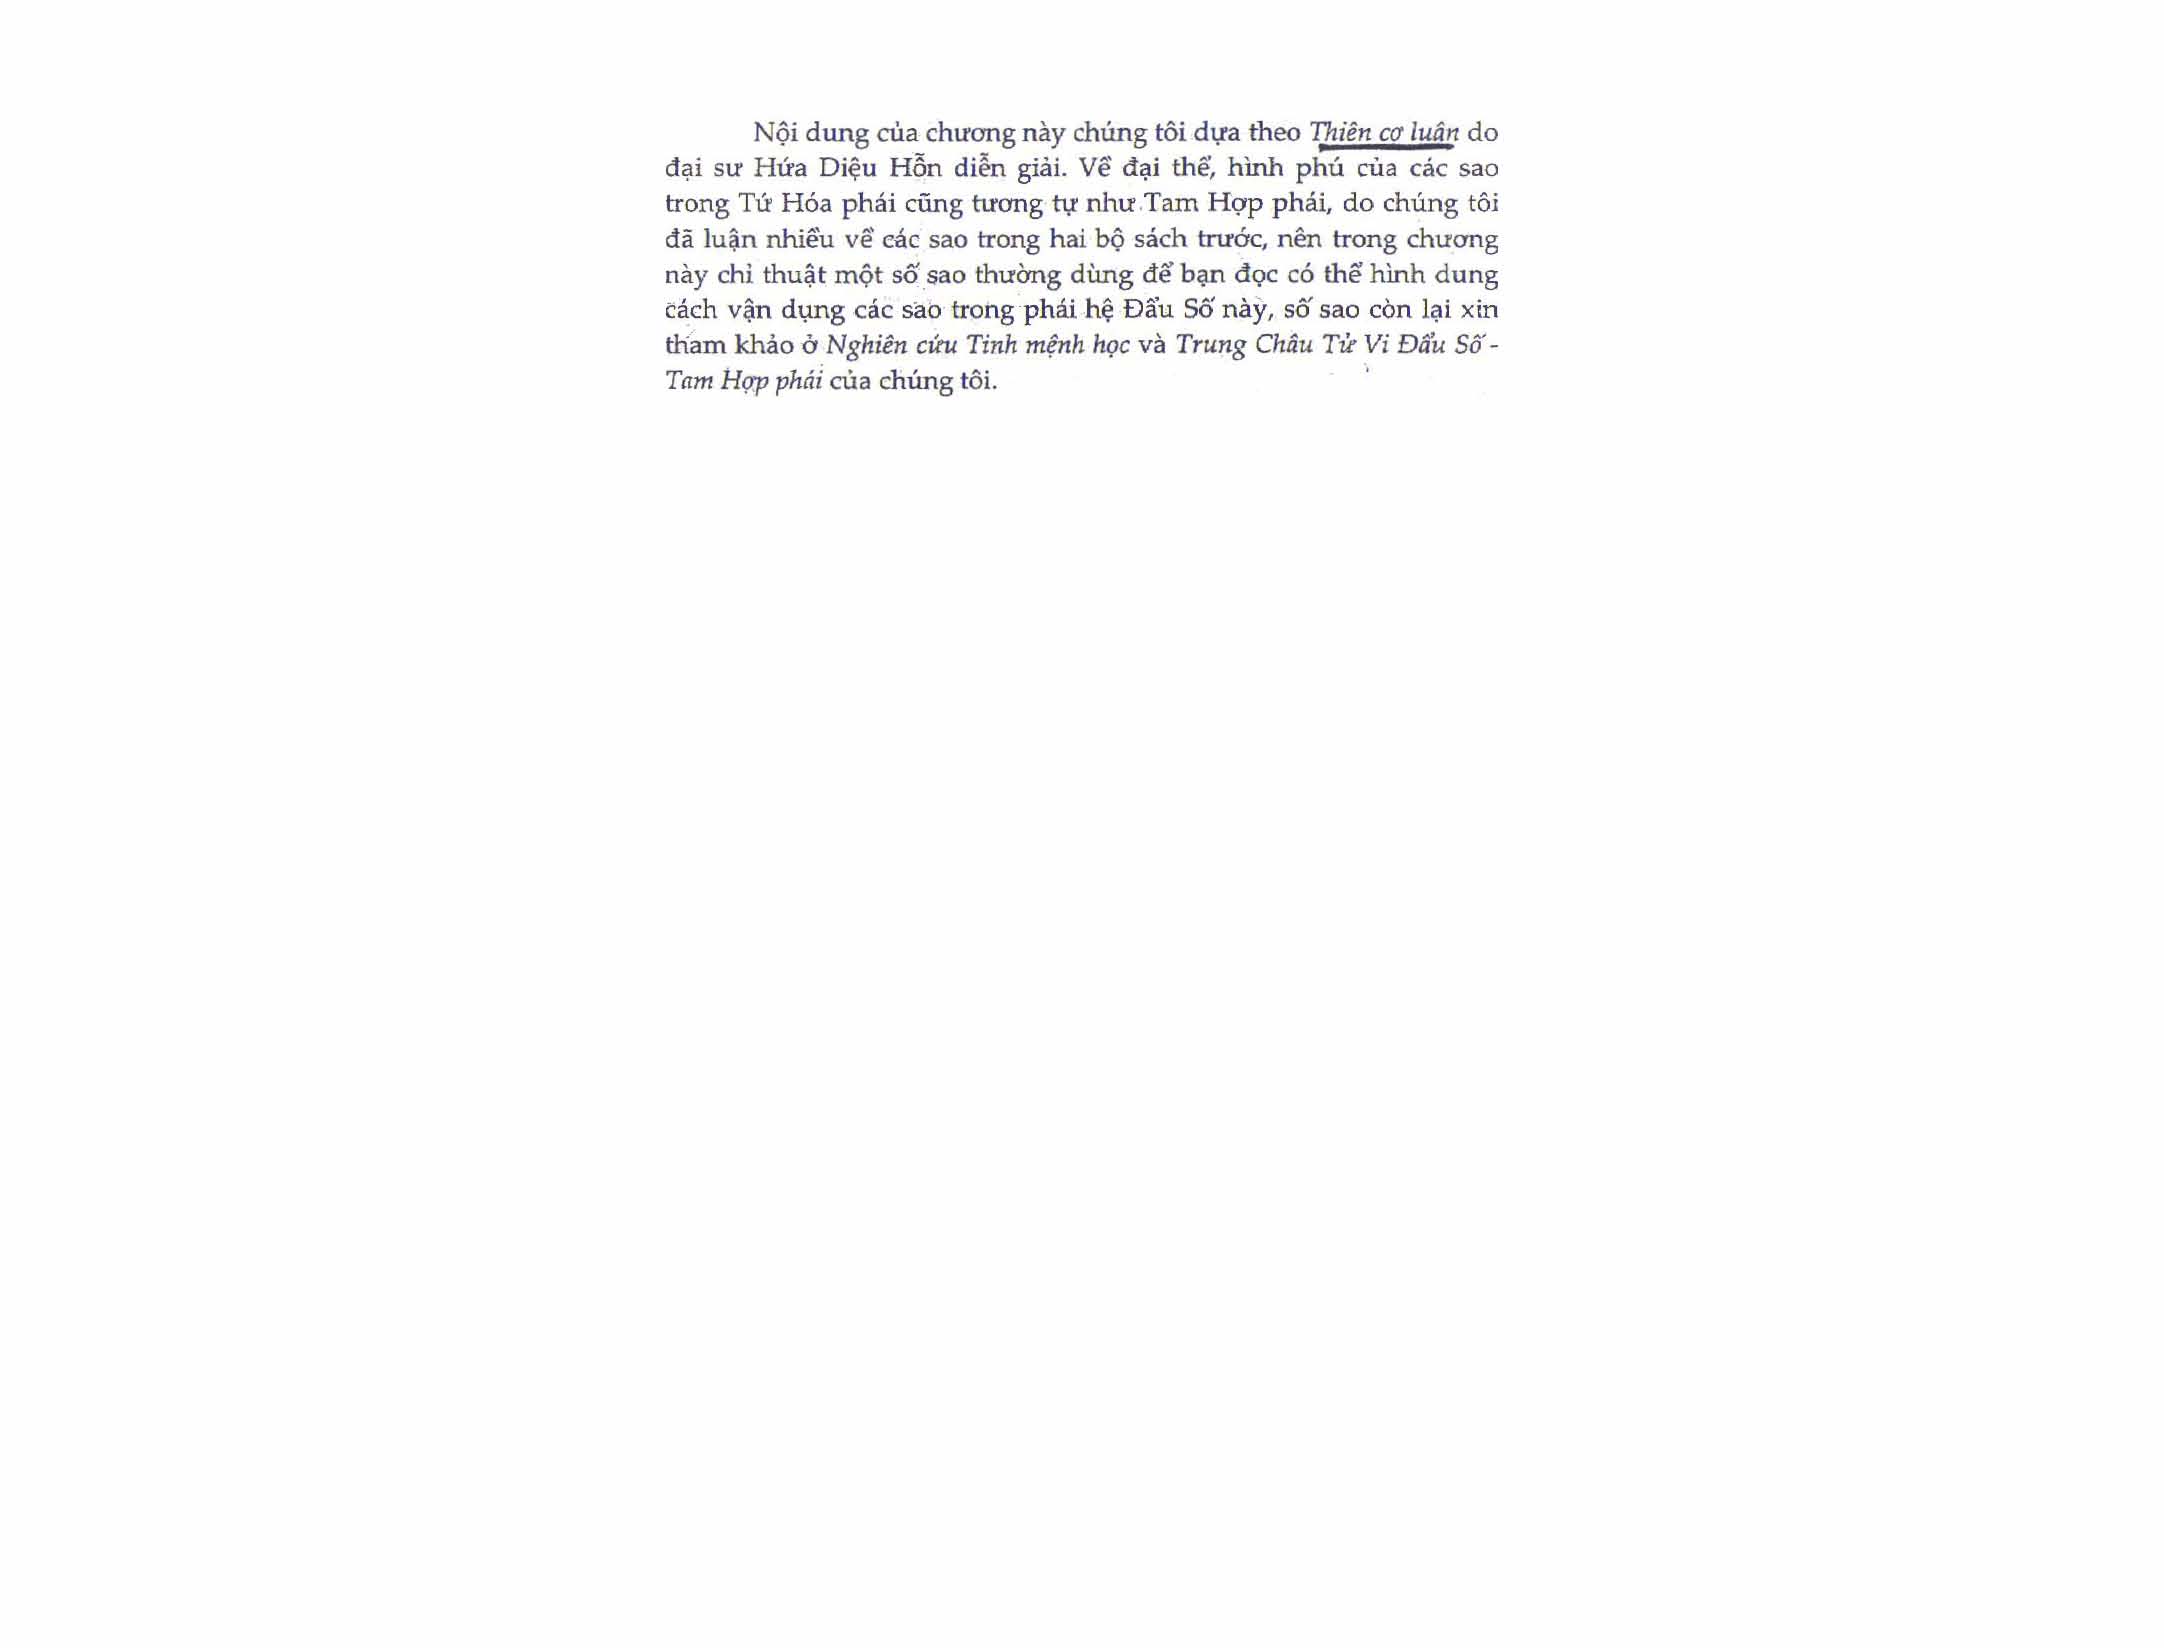 Nội dung của chương này chúng tôi dựa theo Thiên cơ luận do
đại sư Hứa Diệu Hỗn diễn giải. Về đại thể, hình phú của các sao
trong Tứ Hóa phái cũng tương tự như Tam Hợp phái, do chúng tôi
đã luận nhiều về các sao trong hai bộ sách trước, nên trong chương
này chỉ thuật một số sao thường dùng để bạn đọc có thể hình dung
cách vận dụng các sao trong phái hệ Đẩu Số này, số sao còn lại xin
tham khảo ở Nghiên cứu Tinh mệnh học và Trung Châu Tử Vi Đẩu Số -
Tam Hợp phái của chúng tôi.